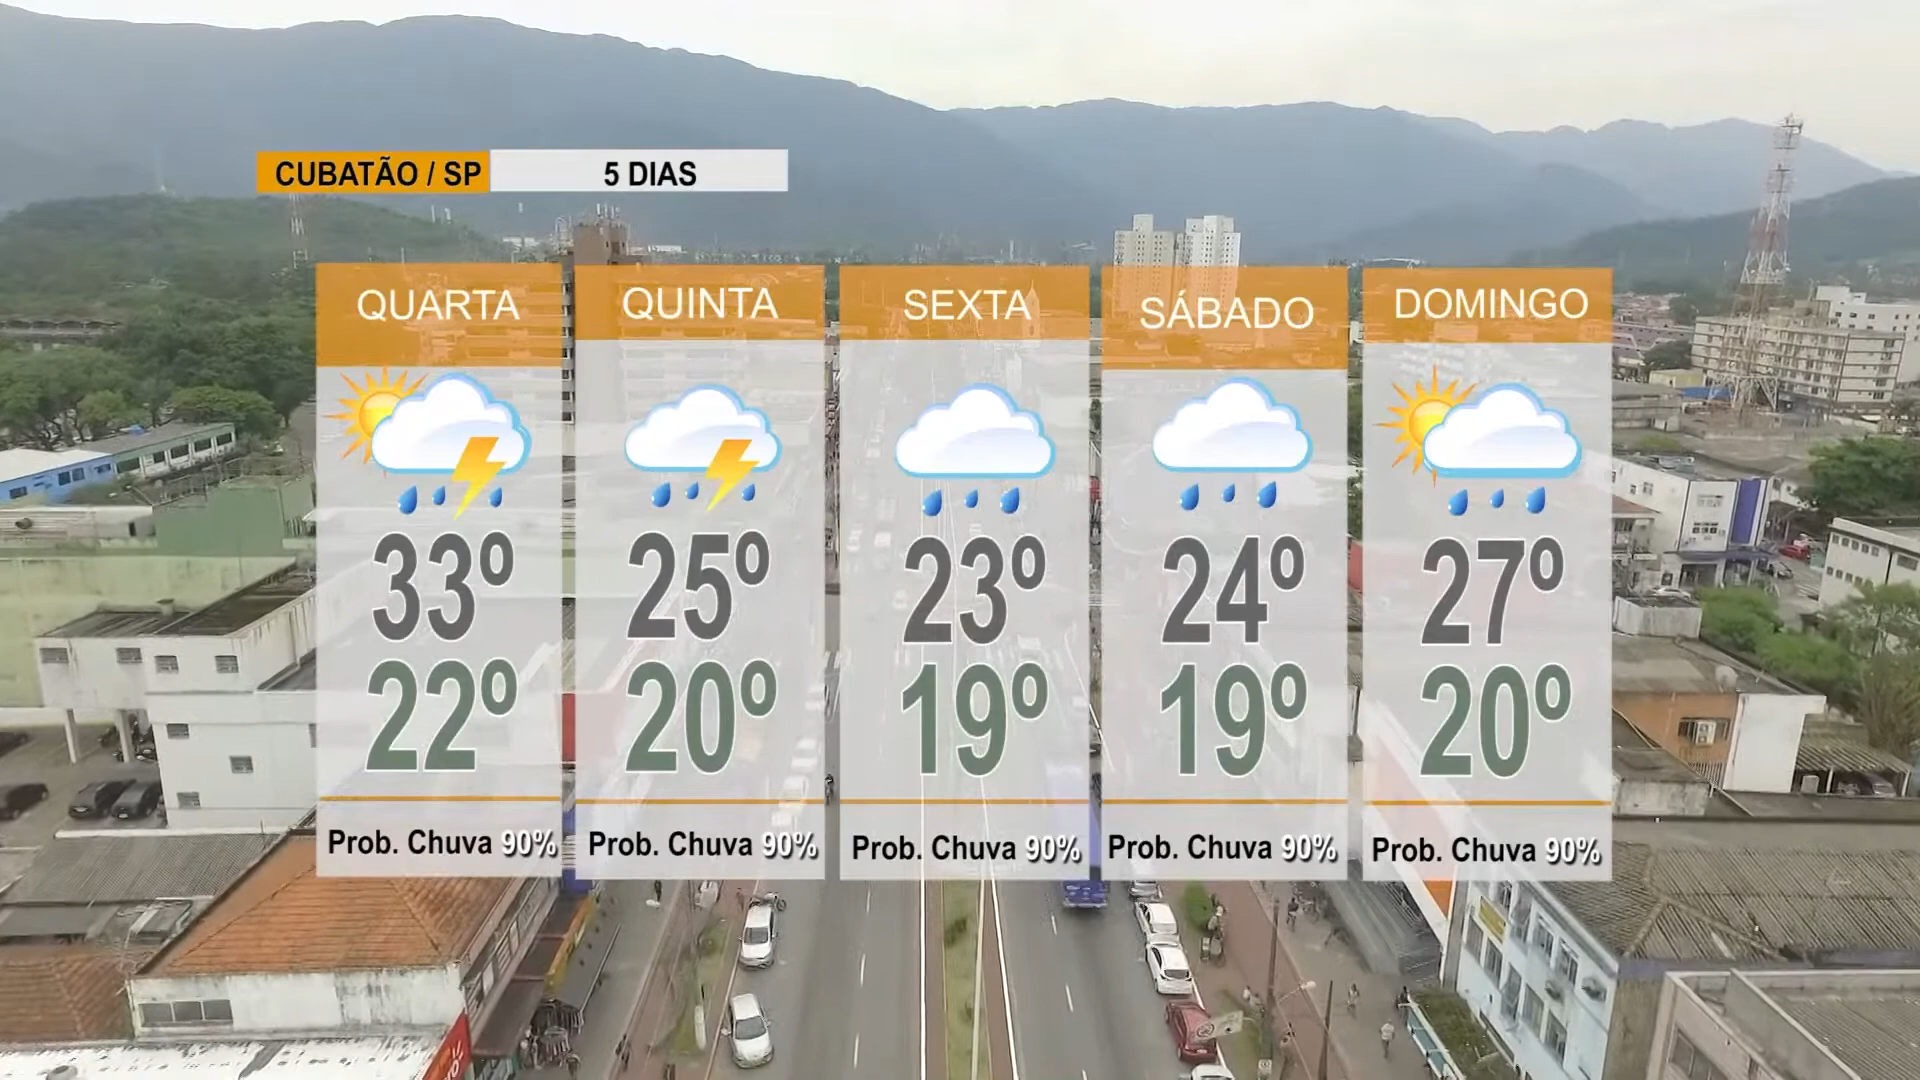 CUBATÃO / SP 5 DIAS
QUARTA QUINTA SEXTA SÁBADO DOMINGO
33º 25º 23º 24º 27º
22º 20º 19º 19º 20º
Prob. Chuva 90% Prob. Chuva 90% Prob. Chuva 90% Prob. Chuva 90% Prob. Chuva 90%